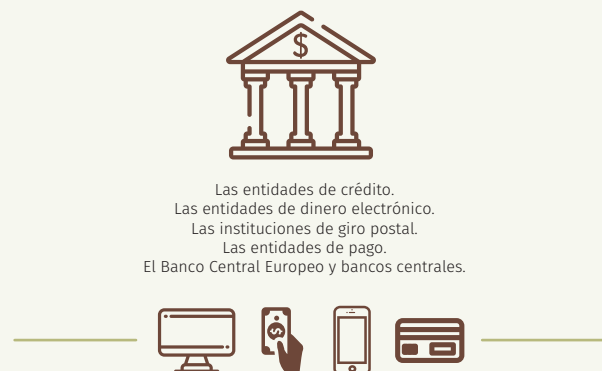 $
Las entidades de crédito.
Las entidades de dinero electrónico.
Las instituciones de giro postal.
Las entidades de pago.
El Banco Central Europeo y bancos centrales.